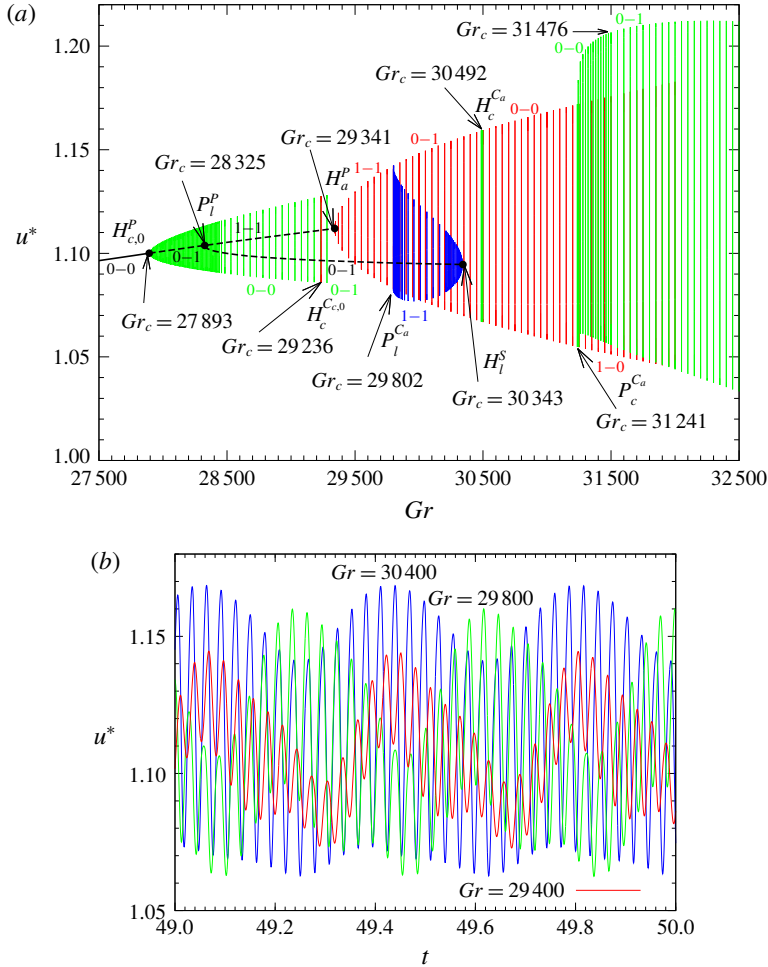 (a)
1.20
1.15
u*
1.10
1.05
1.00
27 500
28 500
29 500
30 500
31 500
32 500
Gr
Gr_c = 31 476
0–1
0–0
Gr_c = 30 492
H_c^{C_a}
0–0
Gr_c = 29 341
0–1
Gr_c = 28 325
H_a^P
1–1
0–1
P_l^P
1–1
H_{c,0}^P
0–1
0–0
0–1
0–0
0–1
1–1
Gr_c = 27 893
H_c^{C_{c,0}}
P_l^{C_a}
H_l^S
1–0
P_c^{C_a}
Gr_c = 29 236
Gr_c = 29 802
Gr_c = 30 343
Gr_c = 31 241
(b)
Gr = 30 400
Gr = 29 800
1.15
u*
1.10
Gr = 29 400
1.05
49.0
49.2
49.4
49.6
49.8
50.0
t